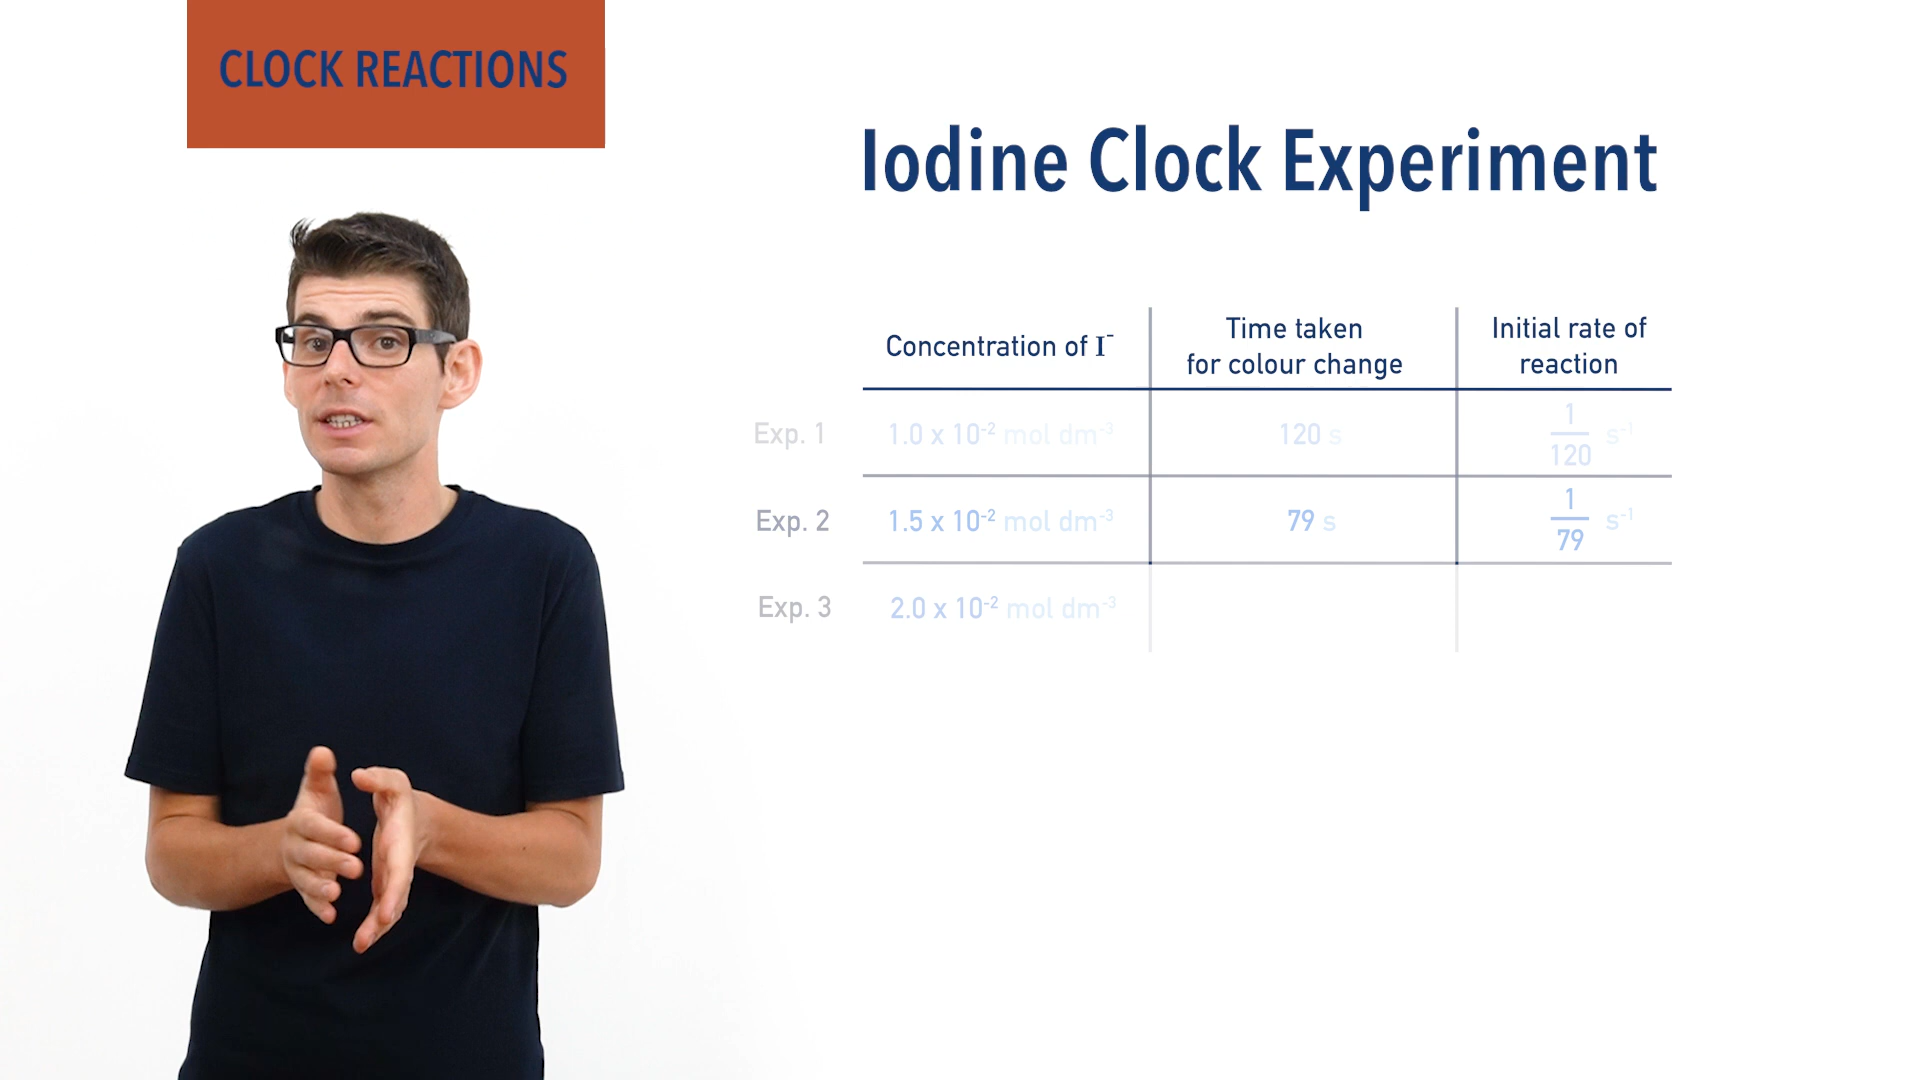 CLOCK REACTIONS
Iodine Clock Experiment
Concentration of I⁻
Time taken
for colour change
Initial rate of
reaction
Exp. 1
1.0 x 10⁻² mol dm⁻³
120 s
1
120
s⁻¹
Exp. 2
1.5 x 10⁻² mol dm⁻³
79 s
1
79
s⁻¹
Exp. 3
2.0 x 10⁻² mol dm⁻³